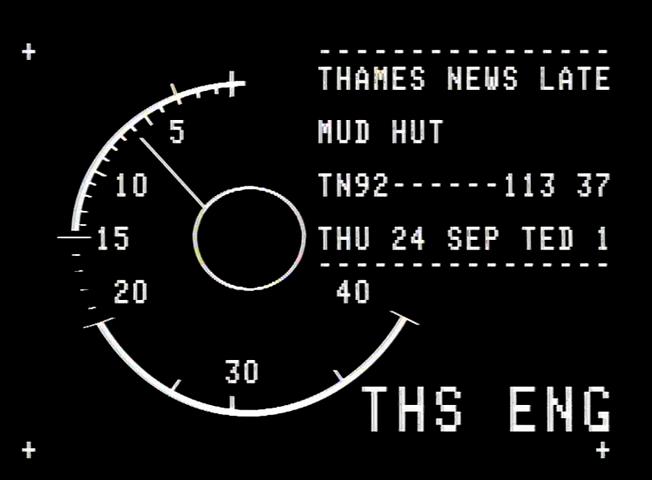 ----------------
THAMES NEWS LATE
MUD HUT
TN92------113 37
THU 24 SEP TED 1
----------------
5
10
15
20
30
40
THS ENG